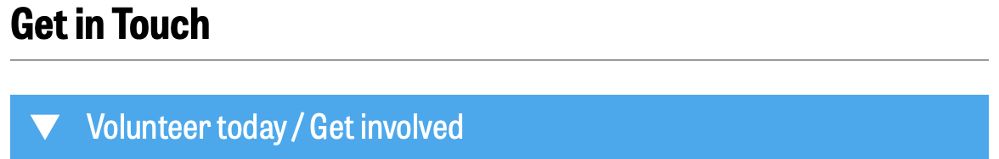 Get in Touch
Volunteer today / Get involved